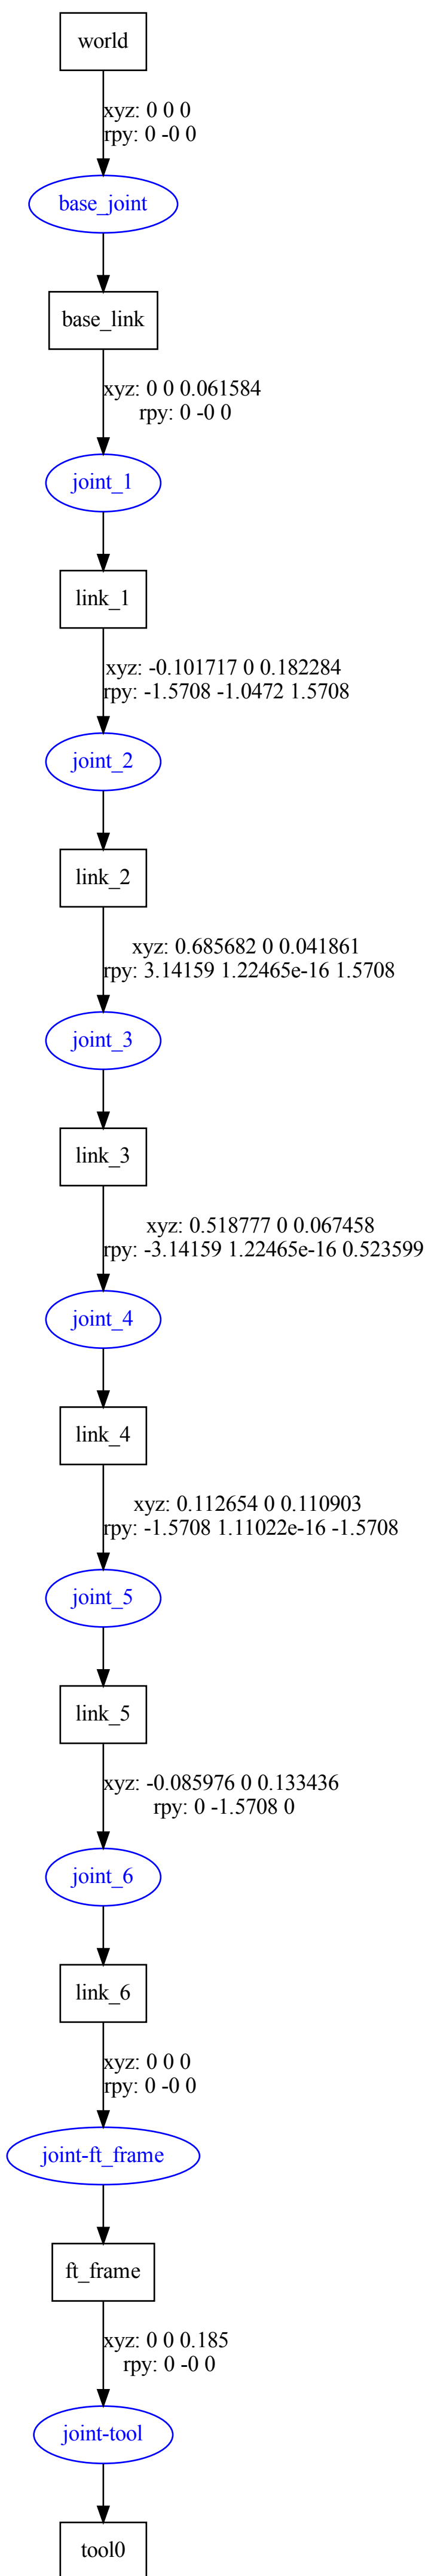 world
xyz: 0 0 0
rpy: 0 -0 0
base_joint
base_link
xyz: 0 0 0.061584
rpy: 0 -0 0
joint_1
link_1
xyz: -0.101717 0 0.182284
rpy: -1.5708 -1.0472 1.5708
joint_2
link_2
xyz: 0.685682 0 0.041861
rpy: 3.14159 1.22465e-16 1.5708
joint_3
link_3
xyz: 0.518777 0 0.067458
rpy: -3.14159 1.22465e-16 0.523599
joint_4
link_4
xyz: 0.112654 0 0.110903
rpy: -1.5708 1.11022e-16 -1.5708
joint_5
link_5
xyz: -0.085976 0 0.133436
rpy: 0 -1.5708 0
joint_6
link_6
xyz: 0 0 0
rpy: 0 -0 0
joint-ft_frame
ft_frame
xyz: 0 0 0.185
rpy: 0 -0 0
joint-tool
tool0